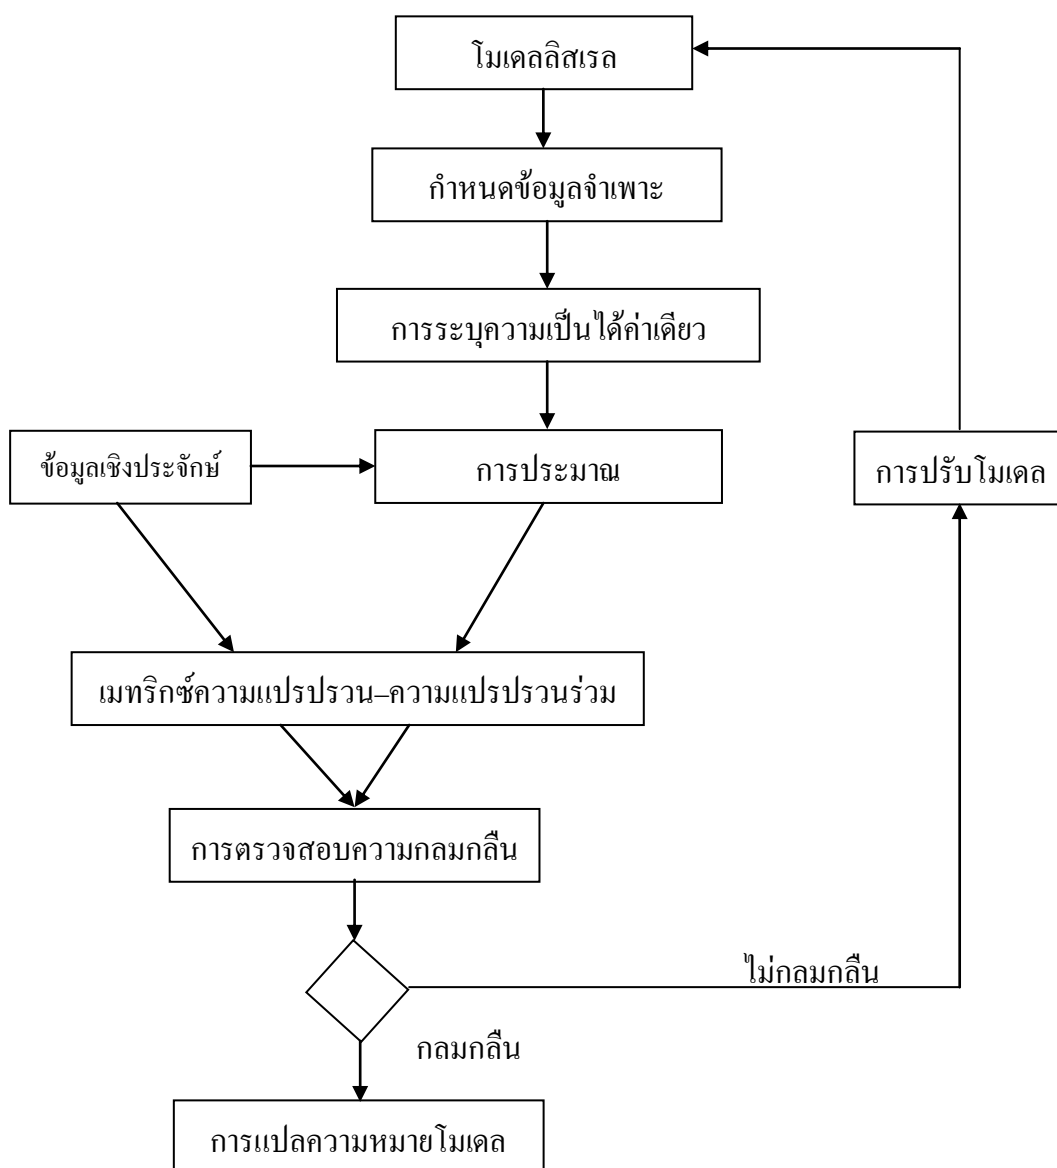 โมเดลลิสเรล
กำหนดข้อมูลจำเพาะ
การระบุความเป็นได้ค่าเดียว
ข้อมูลเชิงประจักษ์
การประมาณ
การปรับโมเดล
เมทริกซ์ความแปรปรวน–ความแปรปรวนร่วม
การตรวจสอบความกลมกลืน
ไม่กลมกลืน
กลมกลืน
การแปลความหมายโมเดล